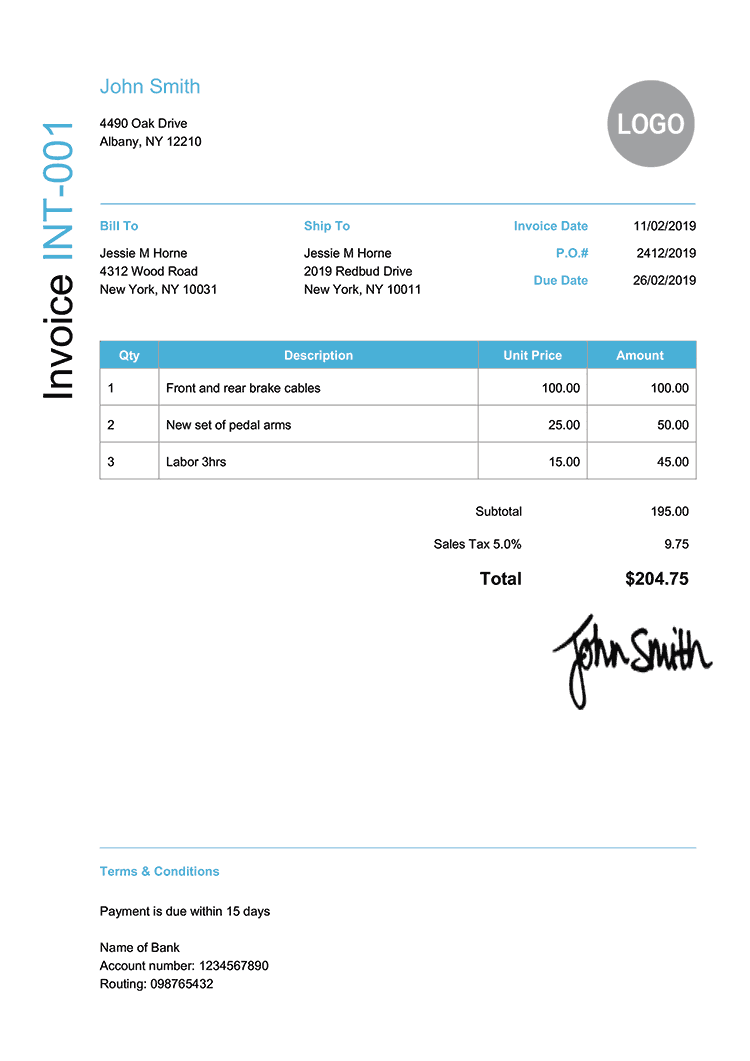 Invoice INT-001
John Smith
4490 Oak Drive
Albany, NY 12210
LOGO
Bill To
Jessie M Horne
4312 Wood Road
New York, NY 10031
Ship To
Jessie M Horne
2019 Redbud Drive
New York, NY 10011
Invoice Date 11/02/2019
P.O.# 2412/2019
Due Date 26/02/2019
Qty Description Unit Price Amount
1 Front and rear brake cables 100.00 100.00
2 New set of pedal arms 25.00 50.00
3 Labor 3hrs 15.00 45.00
Subtotal 195.00
Sales Tax 5.0% 9.75
Total $204.75
John Smith
Terms & Conditions
Payment is due within 15 days
Name of Bank
Account number: 1234567890
Routing: 098765432